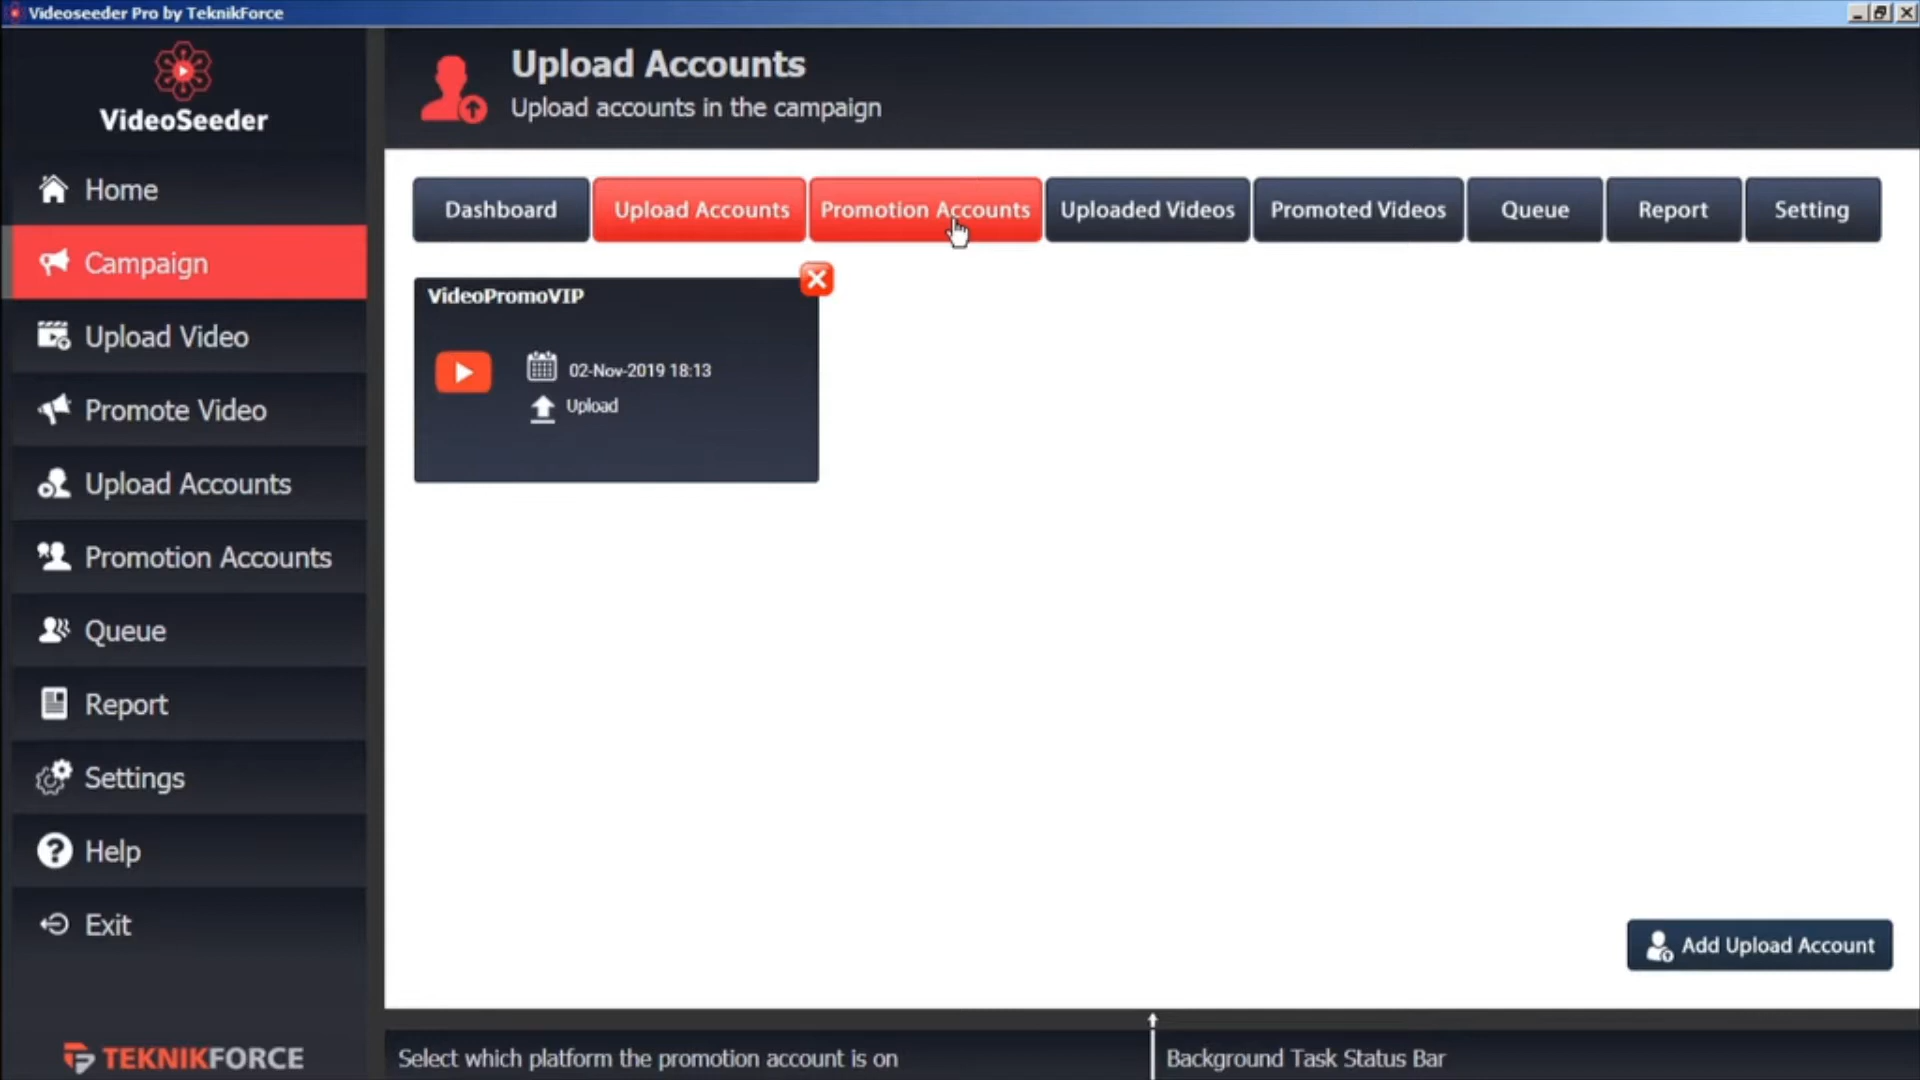 Videoseeder Pro by TeknikForce
VideoSeeder
Upload Accounts
Upload accounts in the campaign
Home
Campaign
Upload Video
Promote Video
Upload Accounts
Promotion Accounts
Queue
Report
Settings
Help
Exit
TEKNIKFORCE
Dashboard Upload Accounts Promotion Accounts Uploaded Videos Promoted Videos Queue Report Setting
VideoPromoVIP
02-Nov-2019 18:13
Upload
Add Upload Account
Select which platform the promotion account is on
Background Task Status Bar